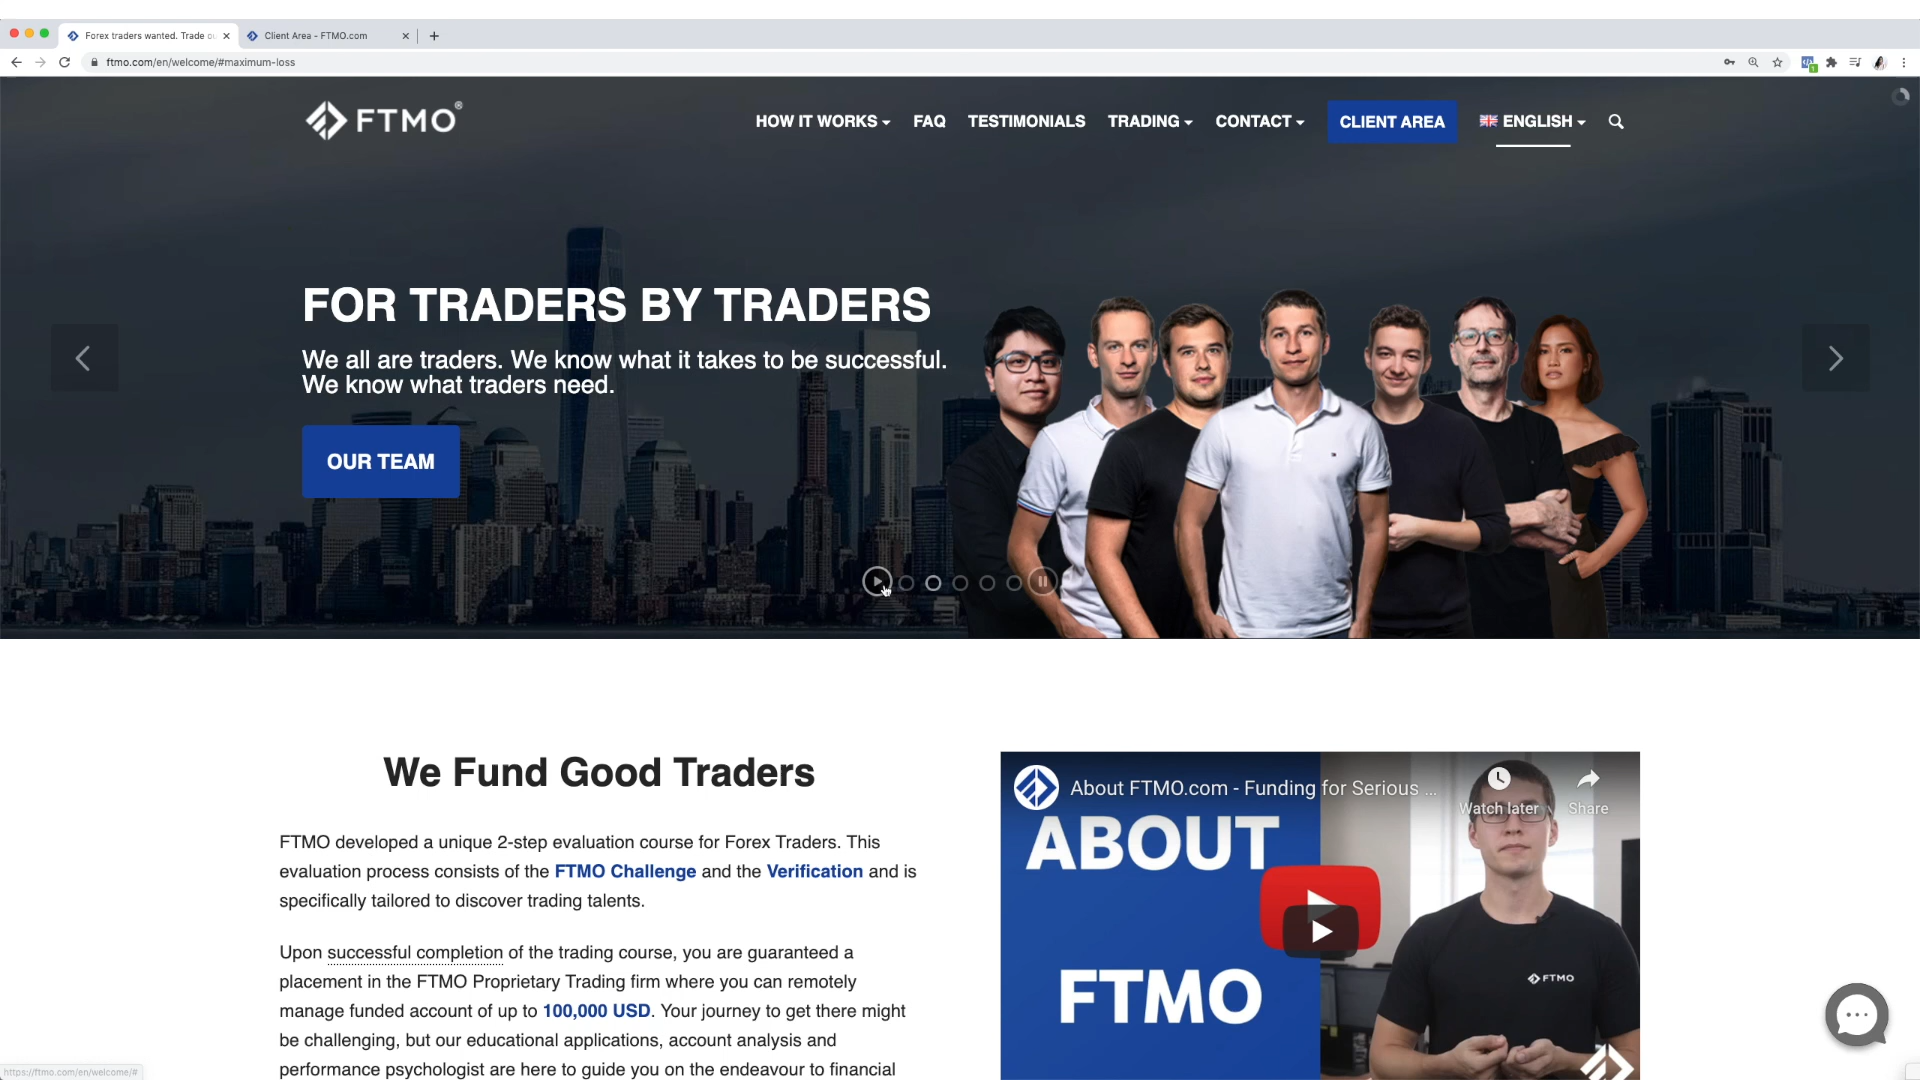 Forex traders wanted. Trade
Client Area - FTMO.com
ftmo.com/en/welcome/#maximum-loss
FTMO®
HOW IT WORKS
FAQ
TESTIMONIALS
TRADING
CONTACT
CLIENT AREA
ENGLISH
FOR TRADERS BY TRADERS
We all are traders. We know what it takes to be successful.
We know what traders need.
OUR TEAM
We Fund Good Traders
FTMO developed a unique 2-step evaluation course for Forex Traders. This
evaluation process consists of the FTMO Challenge and the Verification and is
specifically tailored to discover trading talents.
Upon successful completion of the trading course, you are guaranteed a
placement in the FTMO Proprietary Trading firm where you can remotely
manage funded account of up to 100,000 USD. Your journey to get there might
be challenging, but our educational applications, account analysis and
performance psychologist are here to guide you on the endeavour to financial
About FTMO.com - Funding for Serious ...
Watch later
Share
ABOUT
FTMO
FTMO
https://ftmo.com/en/welcome/#